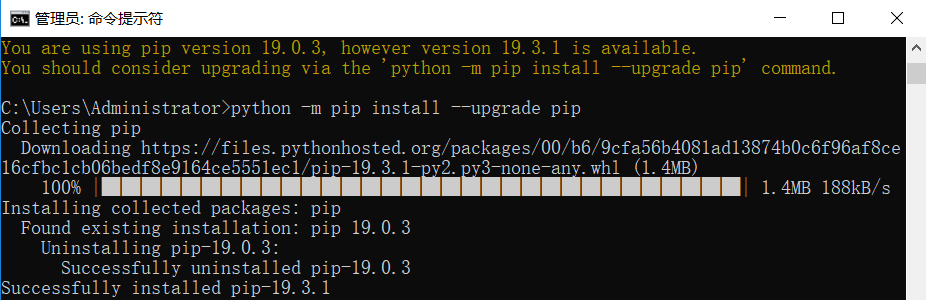 管理员: 命令提示符
You are using pip version 19.0.3, however version 19.3.1 is available.
You should consider upgrading via the 'python -m pip install --upgrade pip' command.
C:\Users\Administrator>python -m pip install --upgrade pip
Collecting pip
Downloading https://files.pythonhosted.org/packages/00/b6/9cfa56b4081ad13874b0c6f96af8ce
16cfbc1cb06bedf8e9164ce5551ec1/pip-19.3.1-py2.py3-none-any.whl (1.4MB)
100% |████████████████████████████████| 1.4MB 188kB/s
Installing collected packages: pip
Found existing installation: pip 19.0.3
Uninstalling pip-19.0.3:
Successfully uninstalled pip-19.0.3
Successfully installed pip-19.3.1